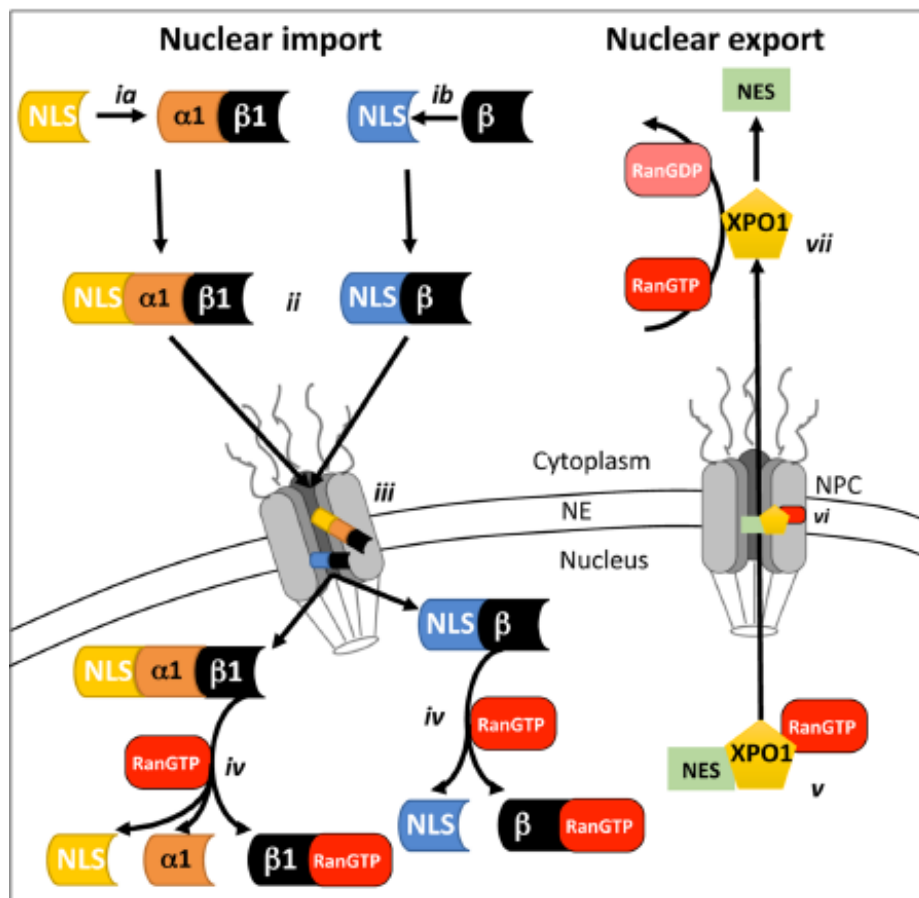 Nuclear import
Nuclear export
NLS
ia
α1
β1
NLS
ib
β
NES
RanGDP
XPO1
vii
RanGTP
NLS
α1
β1
ii
NLS
β
Cytoplasm
iii
NPC
NE
vi
Nucleus
NLS
β
NLS
α1
β1
iv
RanGTP
RanGTP
iv
RanGTP
XPO1
NES
v
NLS
β
RanGTP
NLS
α1
β1
RanGTP